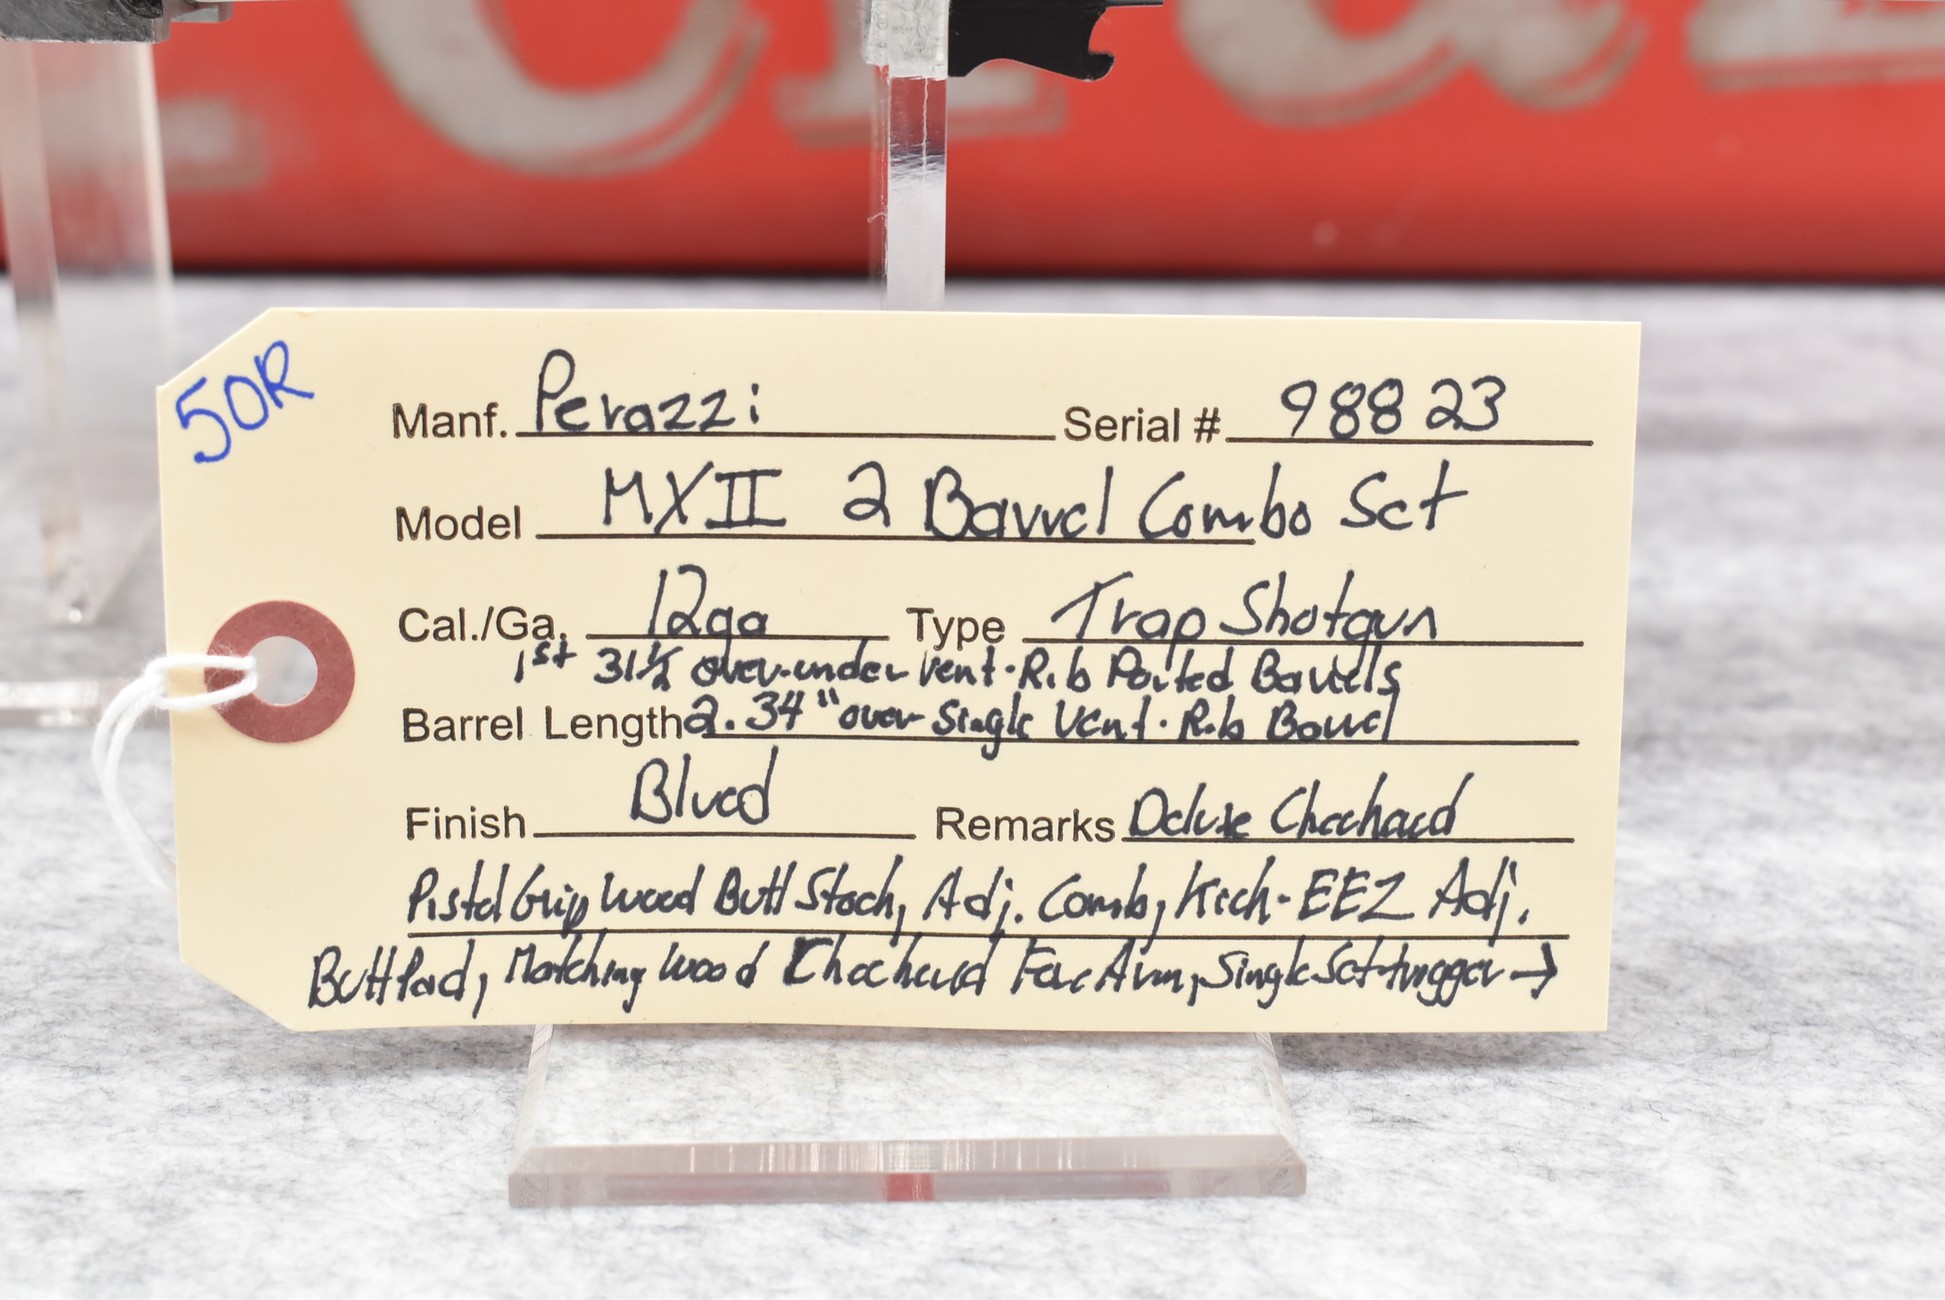 50R
Manf. Perazzi Serial # 98823
Model MXII 2 Barrel Combo Set
Cal./Ga. 12ga Type Trap Shotgun
1st 31½ over-under Vent-Rib Ported Barrels
Barrel Length 2. 34" over Single Vent-Rib Barrel
Finish Blued Remarks Deluxe Checkered
Pistol Grip Wood Butt Stock, Adj. Comb, Kick-EEZ Adj.
Butt Pad, Matching Wood Checkered ForeArm, Single Set-trigger →